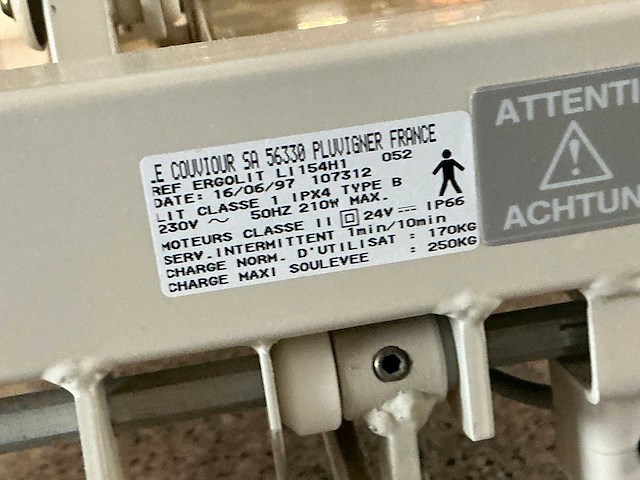 LE COUVIOUR SA 56330 PLUVIGNER FRANCE
REF ERGOLIT LI154H1 052
DATE: 16/06/97 107312
LIT CLASSE 1 IPX4 TYPE B
230V ~ 50HZ 210W MAX.
MOTEURS CLASSE II 24V IP66
SERV.INTERMITTENT 1min/10min
CHARGE NORM. D'UTILISAT : 170KG
CHARGE MAXI SOULEVEE : 250KG
ATTENTI
ACHTUN